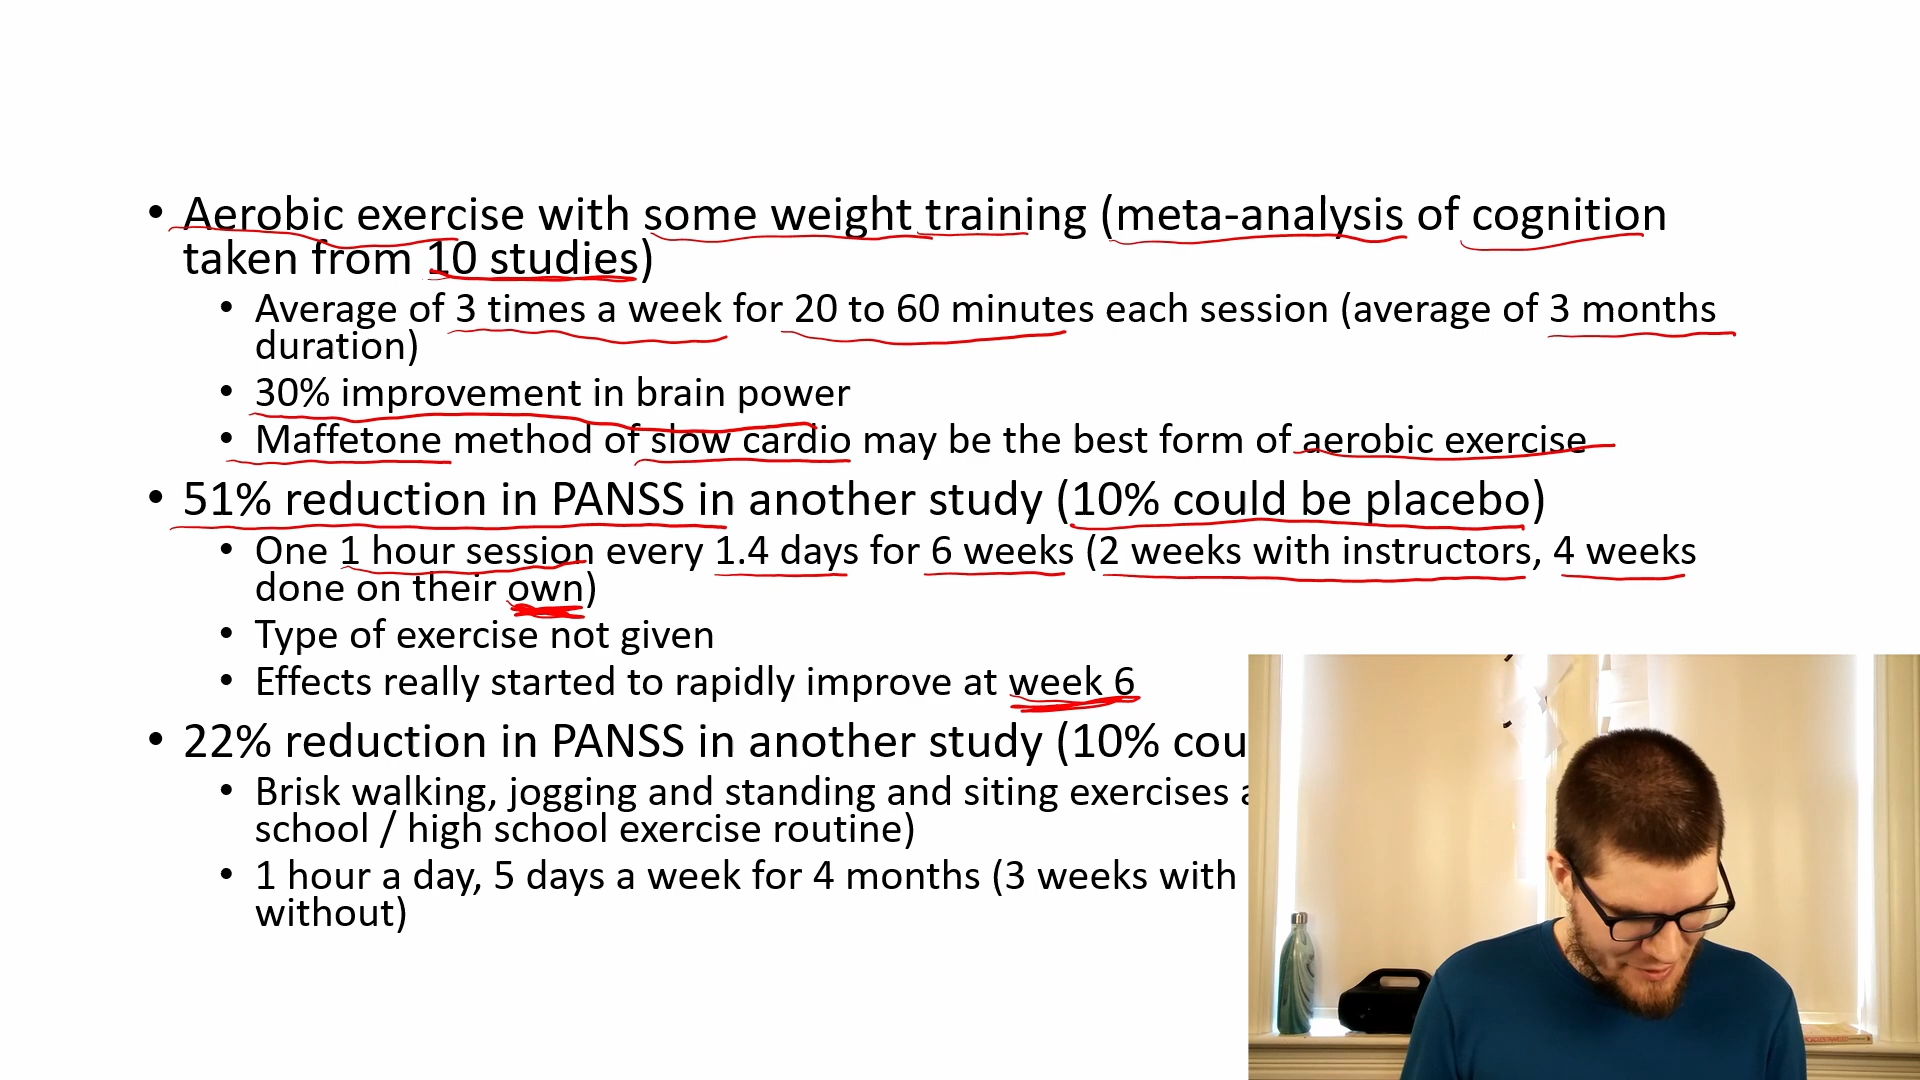 • Aerobic exercise with some weight training (meta-analysis of cognition
taken from 10 studies)
• Average of 3 times a week for 20 to 60 minutes each session (average of 3 months
duration)
• 30% improvement in brain power
• Maffetone method of slow cardio may be the best form of aerobic exercise
• 51% reduction in PANSS in another study (10% could be placebo)
• One 1 hour session every 1.4 days for 6 weeks (2 weeks with instructors, 4 weeks
done on their own)
• Type of exercise not given
• Effects really started to rapidly improve at week 6
• 22% reduction in PANSS in another study (10% cou
• Brisk walking, jogging and standing and siting exercises
school / high school exercise routine)
• 1 hour a day, 5 days a week for 4 months (3 weeks with
without)